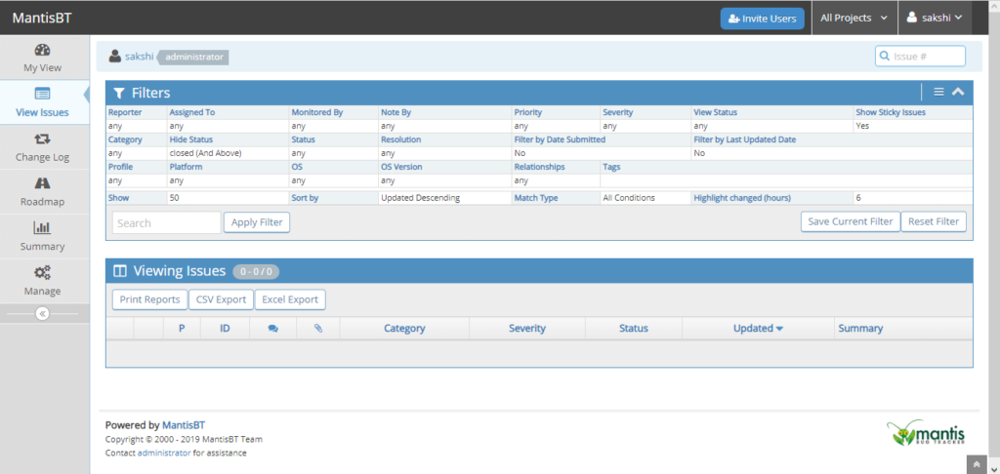 MantisBT Invite Users All Projects sakshi
My View
View Issues
Change Log
Roadmap
Summary
Manage
sakshi administrator Issue #
Filters
Reporter Assigned To Monitored By Note By Priority Severity View Status Show Sticky Issues
any any any any any any any Yes
Category Hide Status Status Resolution Filter by Date Submitted Filter by Last Updated Date
any closed (And Above) any any No No
Profile Platform OS OS Version Relationships Tags
any any any any any
Show 50 Sort by Updated Descending Match Type All Conditions Highlight changed (hours) 6
Search Apply Filter Save Current Filter Reset Filter
Viewing Issues 0 - 0 / 0
Print Reports CSV Export Excel Export
P ID Category Severity Status Updated Summary
Powered by MantisBT
Copyright © 2000 - 2019 MantisBT Team
Contact administrator for assistance
mantis
BUG TRACKER